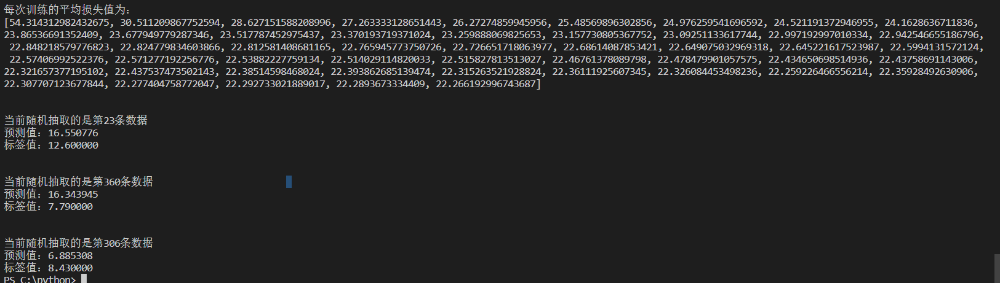 每次训练的平均损失值为:
[54.314312982432675, 30.511209867752594, 28.627151588208996, 27.263333128651443, 26.27274859945956, 25.48569896302856, 24.976259541696592, 24.521191372946955, 24.1628636711836,
23.86536691352409, 23.677949779287346, 23.517787452975437, 23.370193719371024, 23.259888069825653, 23.157730805367752, 23.09251133617744, 22.997192997010334, 22.942546655186796,
22.848218579776823, 22.824779834603866, 22.812581408681165, 22.765945773750726, 22.726651718063977, 22.68614087853421, 22.649075032969318, 22.645221617523987, 22.5994131572124,
22.57406992522376, 22.571277192256776, 22.53882227759134, 22.514029114820033, 22.515827813513027, 22.46761378089798, 22.478479901057575, 22.434650698514936, 22.43758691143006,
22.321657377195102, 22.437537473502143, 22.38514598468024, 22.393862685139474, 22.315263521928824, 22.36111925607345, 22.326084453498236, 22.259226466556214, 22.35928492630906,
22.307707123677844, 22.277404758772047, 22.292733021889017, 22.2893673334409, 22.266192996743687]
当前随机抽取的是第23条数据
预测值：16.550776
标签值：12.600000
当前随机抽取的是第360条数据
预测值：16.343945
标签值：7.790000
当前随机抽取的是第306条数据
预测值：6.885308
标签值：8.430000
PS C:\python>